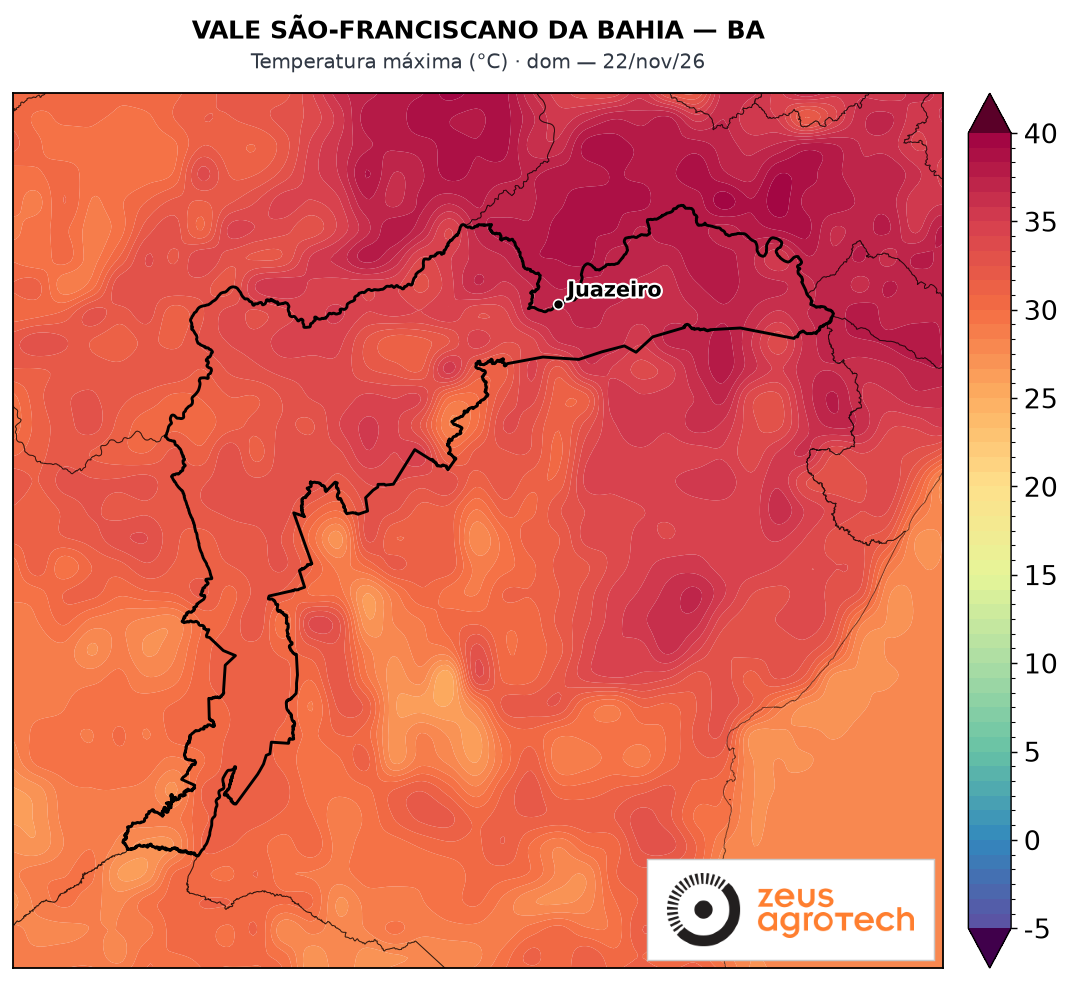 VALE SÃO-FRANCISCANO DA BAHIA — BA
Temperatura máxima (°C) · dom — 22/nov/26
Juazeiro
40
35
30
25
20
15
10
5
0
-5
zeus
agrotech